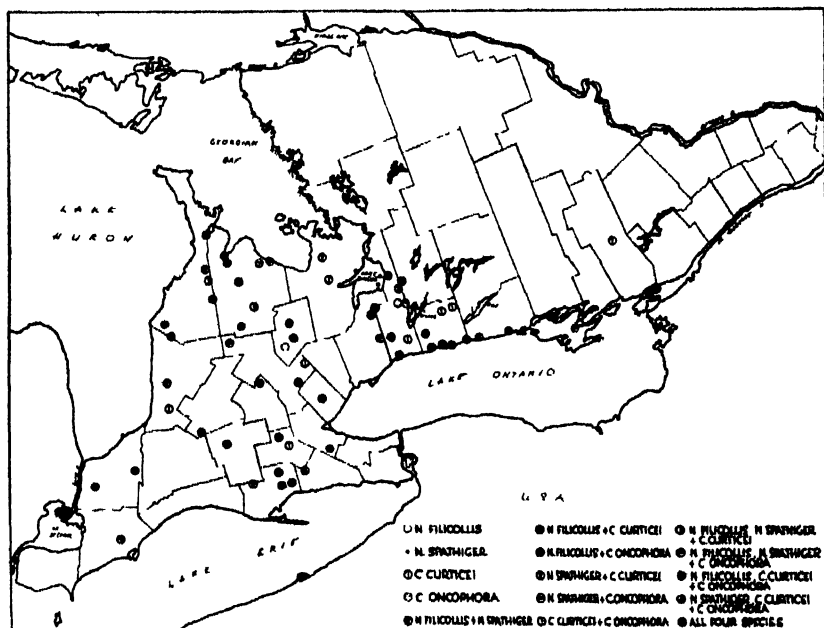 GEORGIAN
BAY
LAKE
HURON
LAKE ONTARIO
U S A
LAKE ERIE
N FILICOLLIS
N. SPATHIGER
C CURTICEI
C ONCOPHORA
N FILICOLLIS + N SPATHIGER
N FILICOLLIS + C CURTICEI
N. FILICOLLIS + C ONCOPHORA
N SPATHIGER + C CURTICEI
N SPATHIGER + C. ONCOPHORA
C CURTICEI + C ONCOPHORA
N FILICOLLIS, N SPATHIGER
+ C. CURTICEI
N FILICOLLIS, N SPATHIGER
+ C ONCOPHORA
N FILICOLLIS, C. CURTICEI
+ C ONCOPHORA
N SPATHIGER, C CURTICEI
+ C ONCOPHORA
ALL FOUR SPECIES